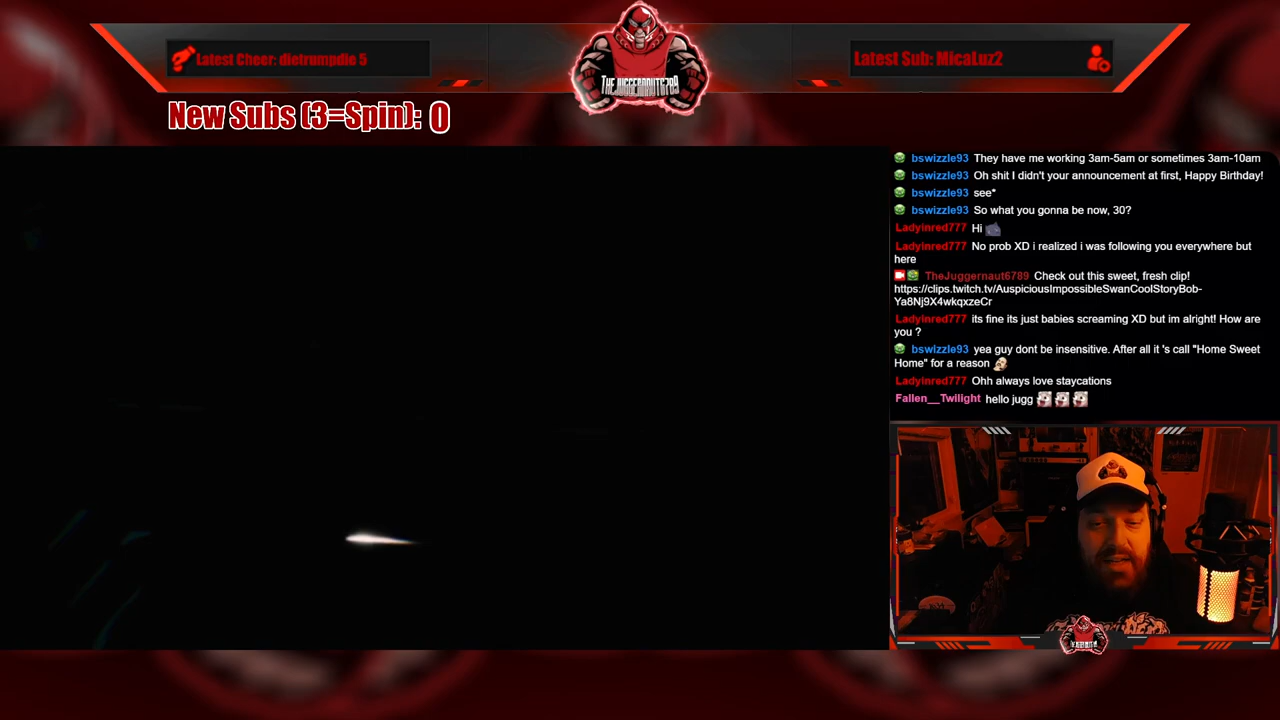 Latest Cheer: dietrumpdie 5
THEJUGGERNAUT6789
Latest Sub: MicaLuz2
New Subs (3=Spin): 0
bswizzle93 They have me working 3am-5am or sometimes 3am-10am
bswizzle93 Oh shit I didn't your announcement at first, Happy Birthday!
bswizzle93 see*
bswizzle93 So what you gonna be now, 30?
Ladyinred777 Hi
Ladyinred777 No prob XD i realized i was following you everywhere but
here
TheJuggernaut6789 Check out this sweet, fresh clip!
https://clips.twitch.tv/AuspiciousImpossibleSwanCoolStoryBob-
Ya8Nj9X4wkqxzeCr
Ladyinred777 its fine its just babies screaming XD but im alright! How are
you ?
bswizzle93 yea guy dont be insensitive. After all it 's call "Home Sweet
Home" for a reason
Ladyinred777 Ohh always love staycations
Fallen__Twilight hello jugg